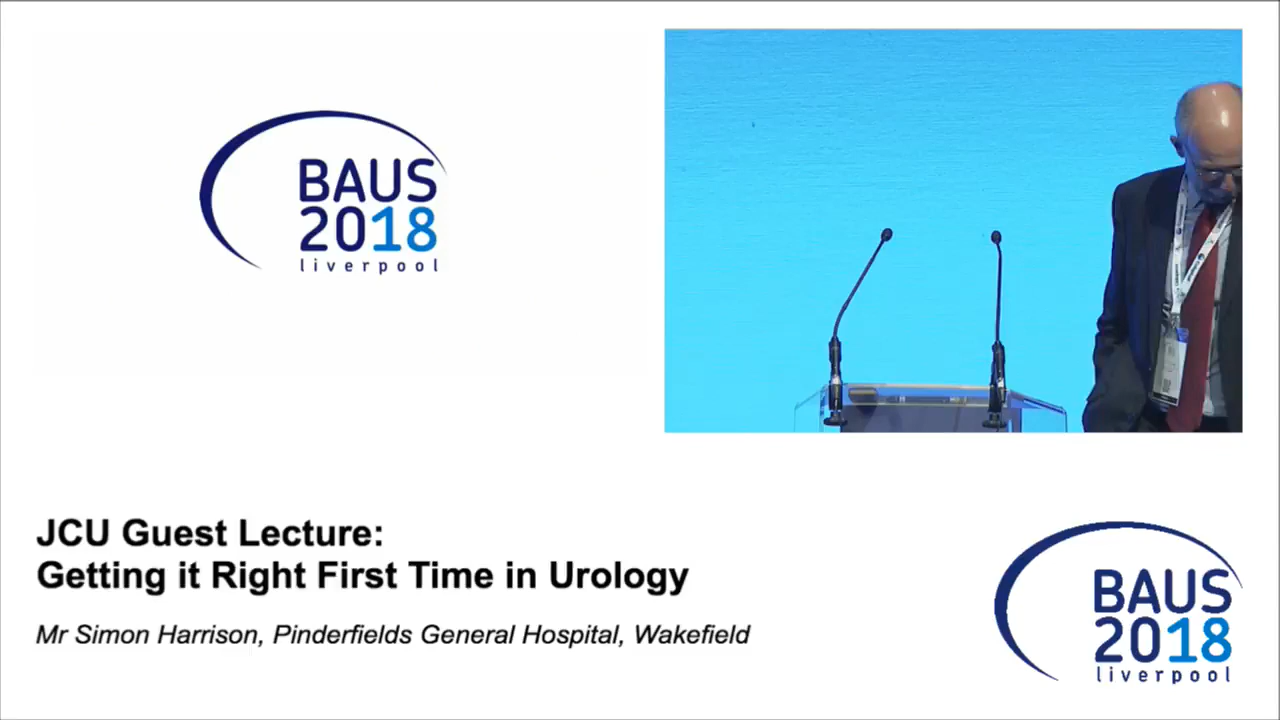 BAUS
2018
liverpool
JCU Guest Lecture:
Getting it Right First Time in Urology
Mr Simon Harrison, Pinderfields General Hospital, Wakefield
BAUS
2018
liverpool